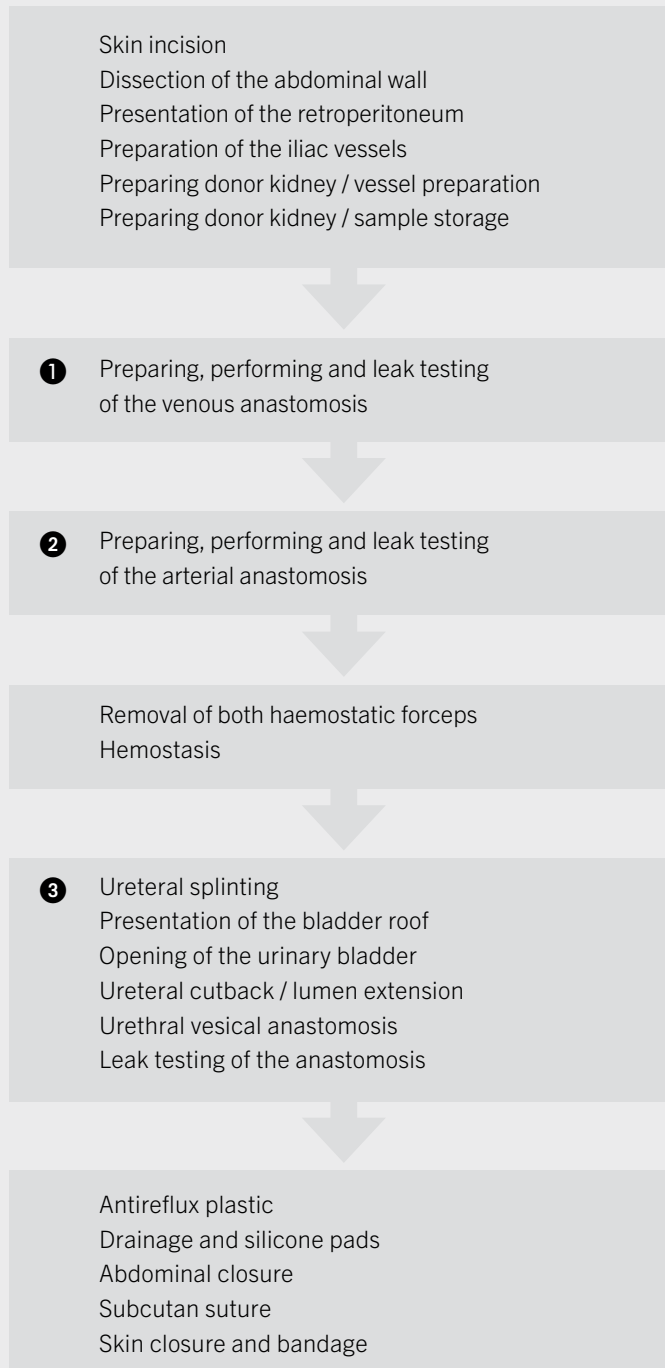 Skin incision
Dissection of the abdominal wall
Presentation of the retroperitoneum
Preparation of the iliac vessels
Preparing donor kidney / vessel preparation
Preparing donor kidney / sample storage
1 Preparing, performing and leak testing
of the venous anastomosis
2 Preparing, performing and leak testing
of the arterial anastomosis
Removal of both haemostatic forceps
Hemostasis
3 Ureteral splinting
Presentation of the bladder roof
Opening of the urinary bladder
Ureteral cutback / lumen extension
Urethral vesical anastomosis
Leak testing of the anastomosis
Antireflux plastic
Drainage and silicone pads
Abdominal closure
Subcutan suture
Skin closure and bandage